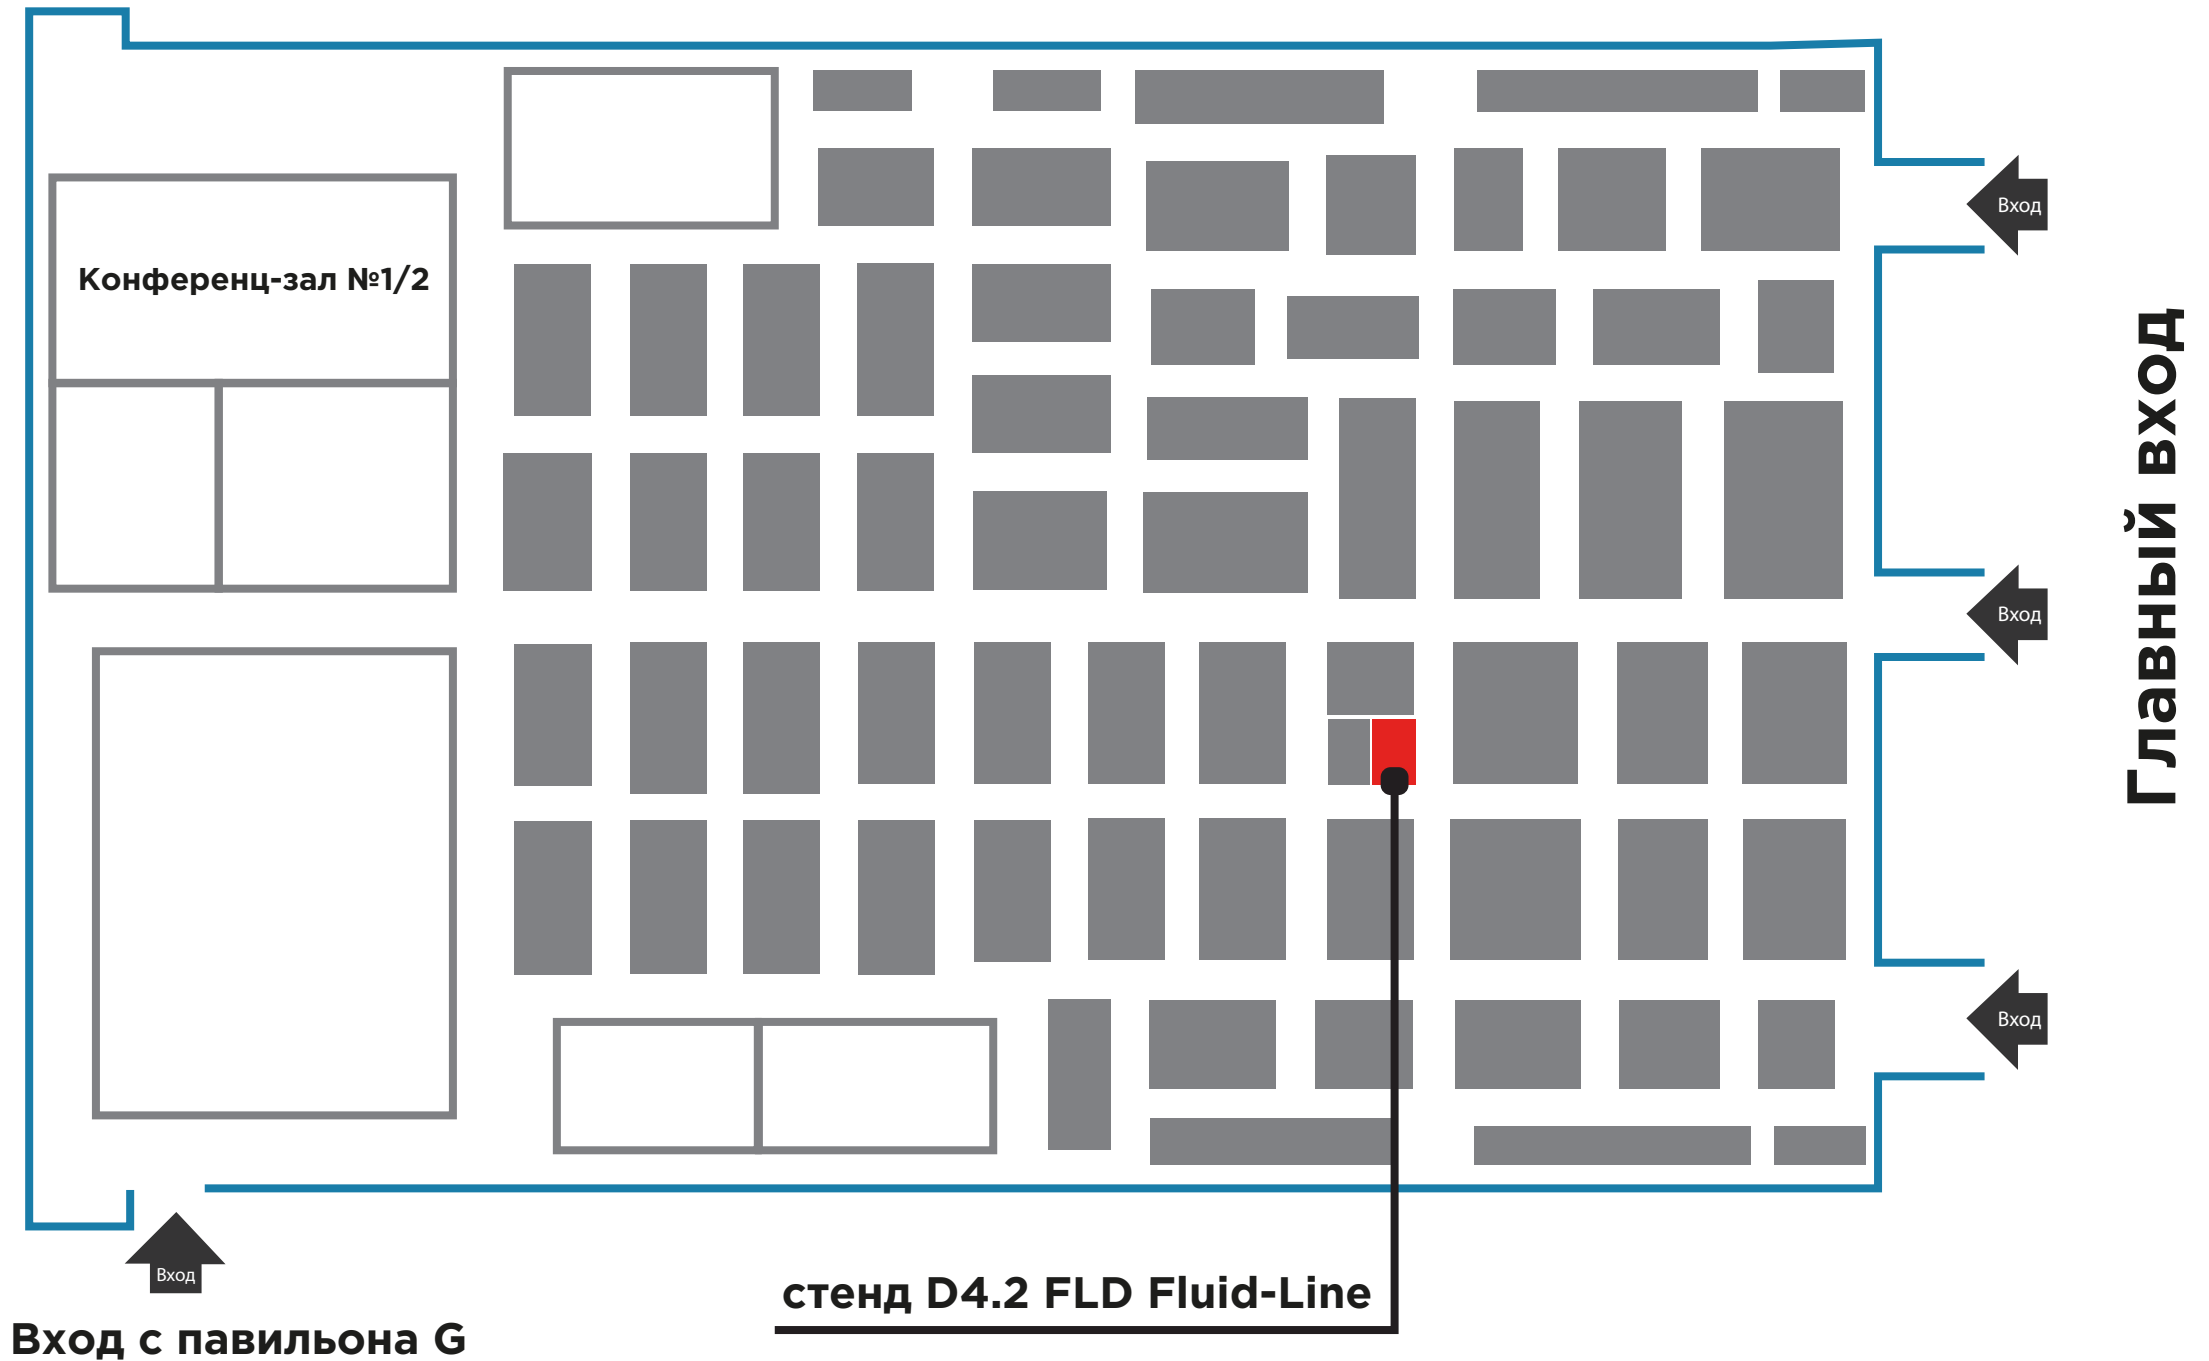 Вход
Конференц-зал №1/2
Главный вход
Вход
Вход
Вход
стенд D4.2 FLD Fluid-Line
Вход с павильона G